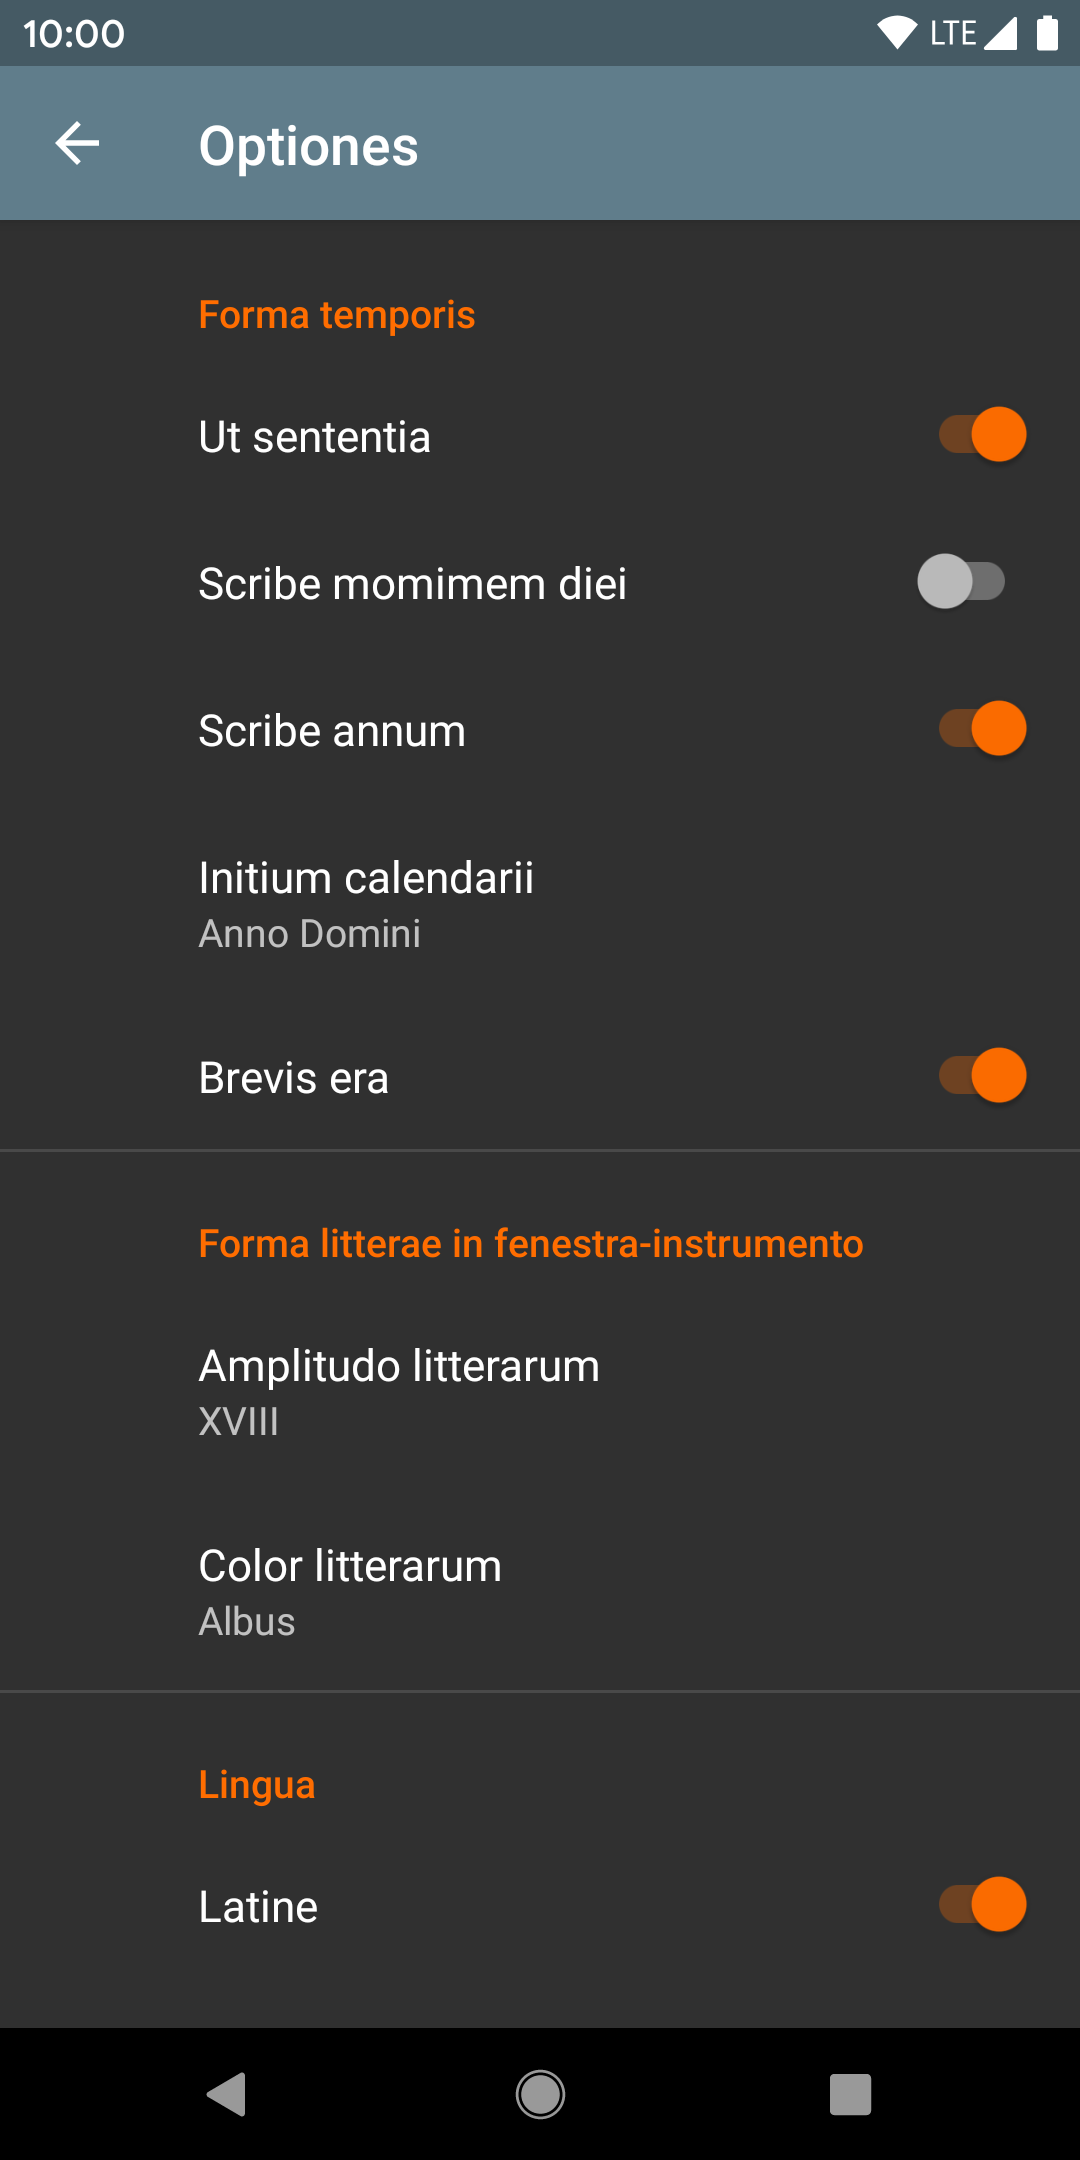 10:00 LTE
Optiones
Forma temporis
Ut sententia
Scribe momimem diei
Scribe annum
Initium calendarii
Anno Domini
Brevis era
Forma litterae in fenestra-instrumento
Amplitudo litterarum
XVIII
Color litterarum
Albus
Lingua
Latine